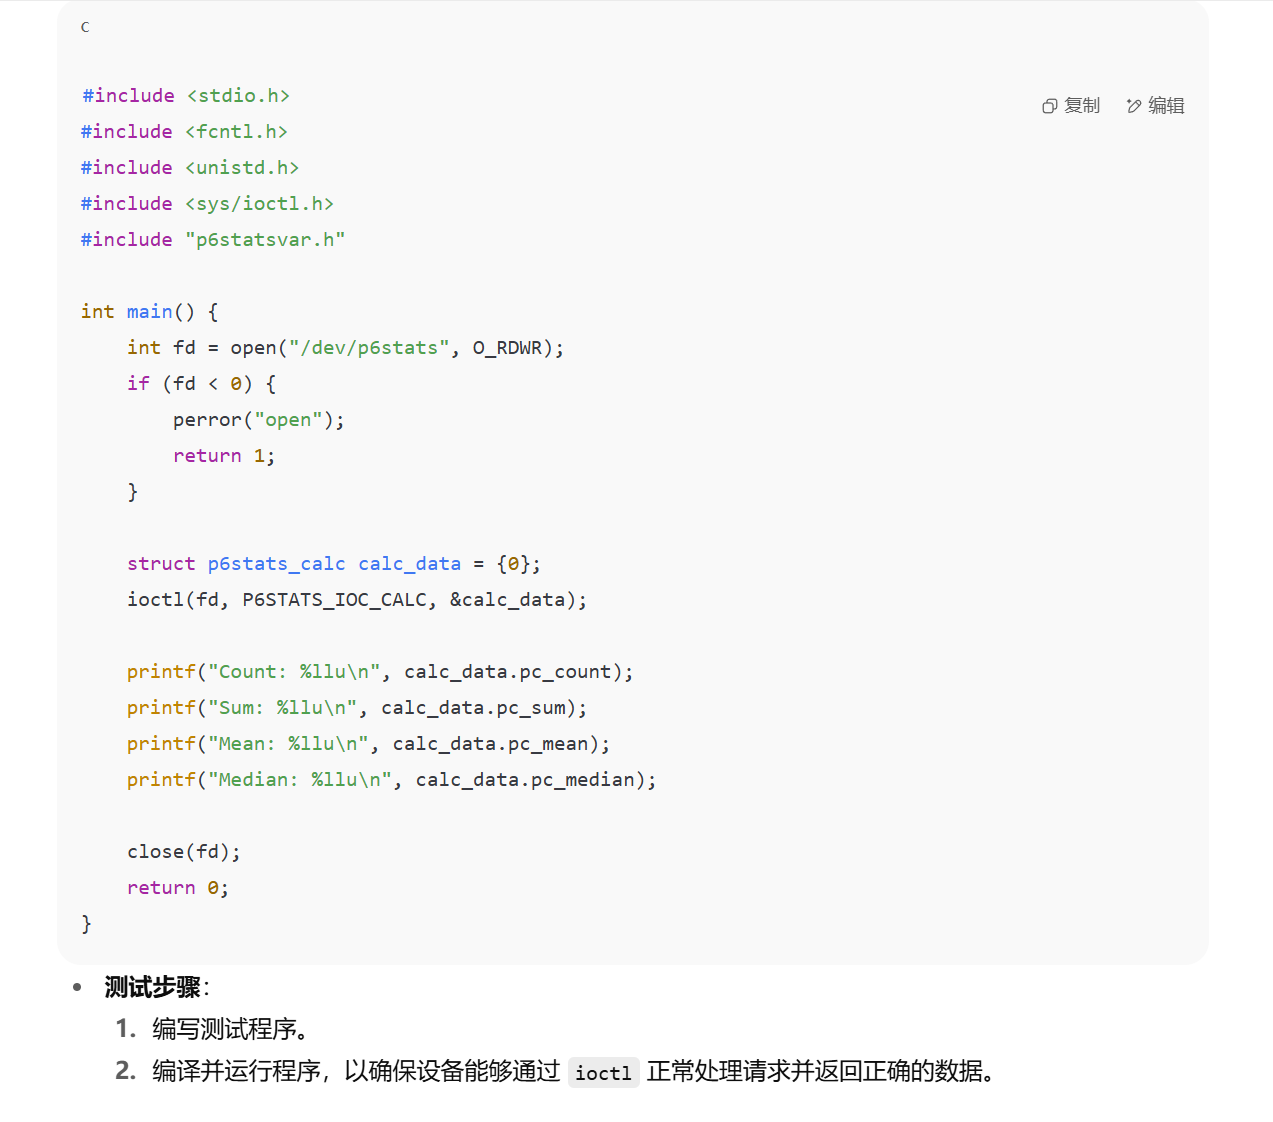 C
复制 编辑
#include <stdio.h>
#include <fcntl.h>
#include <unistd.h>
#include <sys/ioctl.h>
#include "p6statsvar.h"
int main() {
    int fd = open("/dev/p6stats", O_RDWR);
    if (fd < 0) {
        perror("open");
        return 1;
    }
    struct p6stats_calc calc_data = {0};
    ioctl(fd, P6STATS_IOC_CALC, &calc_data);
    printf("Count: %llu\n", calc_data.pc_count);
    printf("Sum: %llu\n", calc_data.pc_sum);
    printf("Mean: %llu\n", calc_data.pc_mean);
    printf("Median: %llu\n", calc_data.pc_median);
    close(fd);
    return 0;
}
• 测试步骤：
1. 编写测试程序。
2. 编译并运行程序，以确保设备能够通过 ioctl 正常处理请求并返回正确的数据。